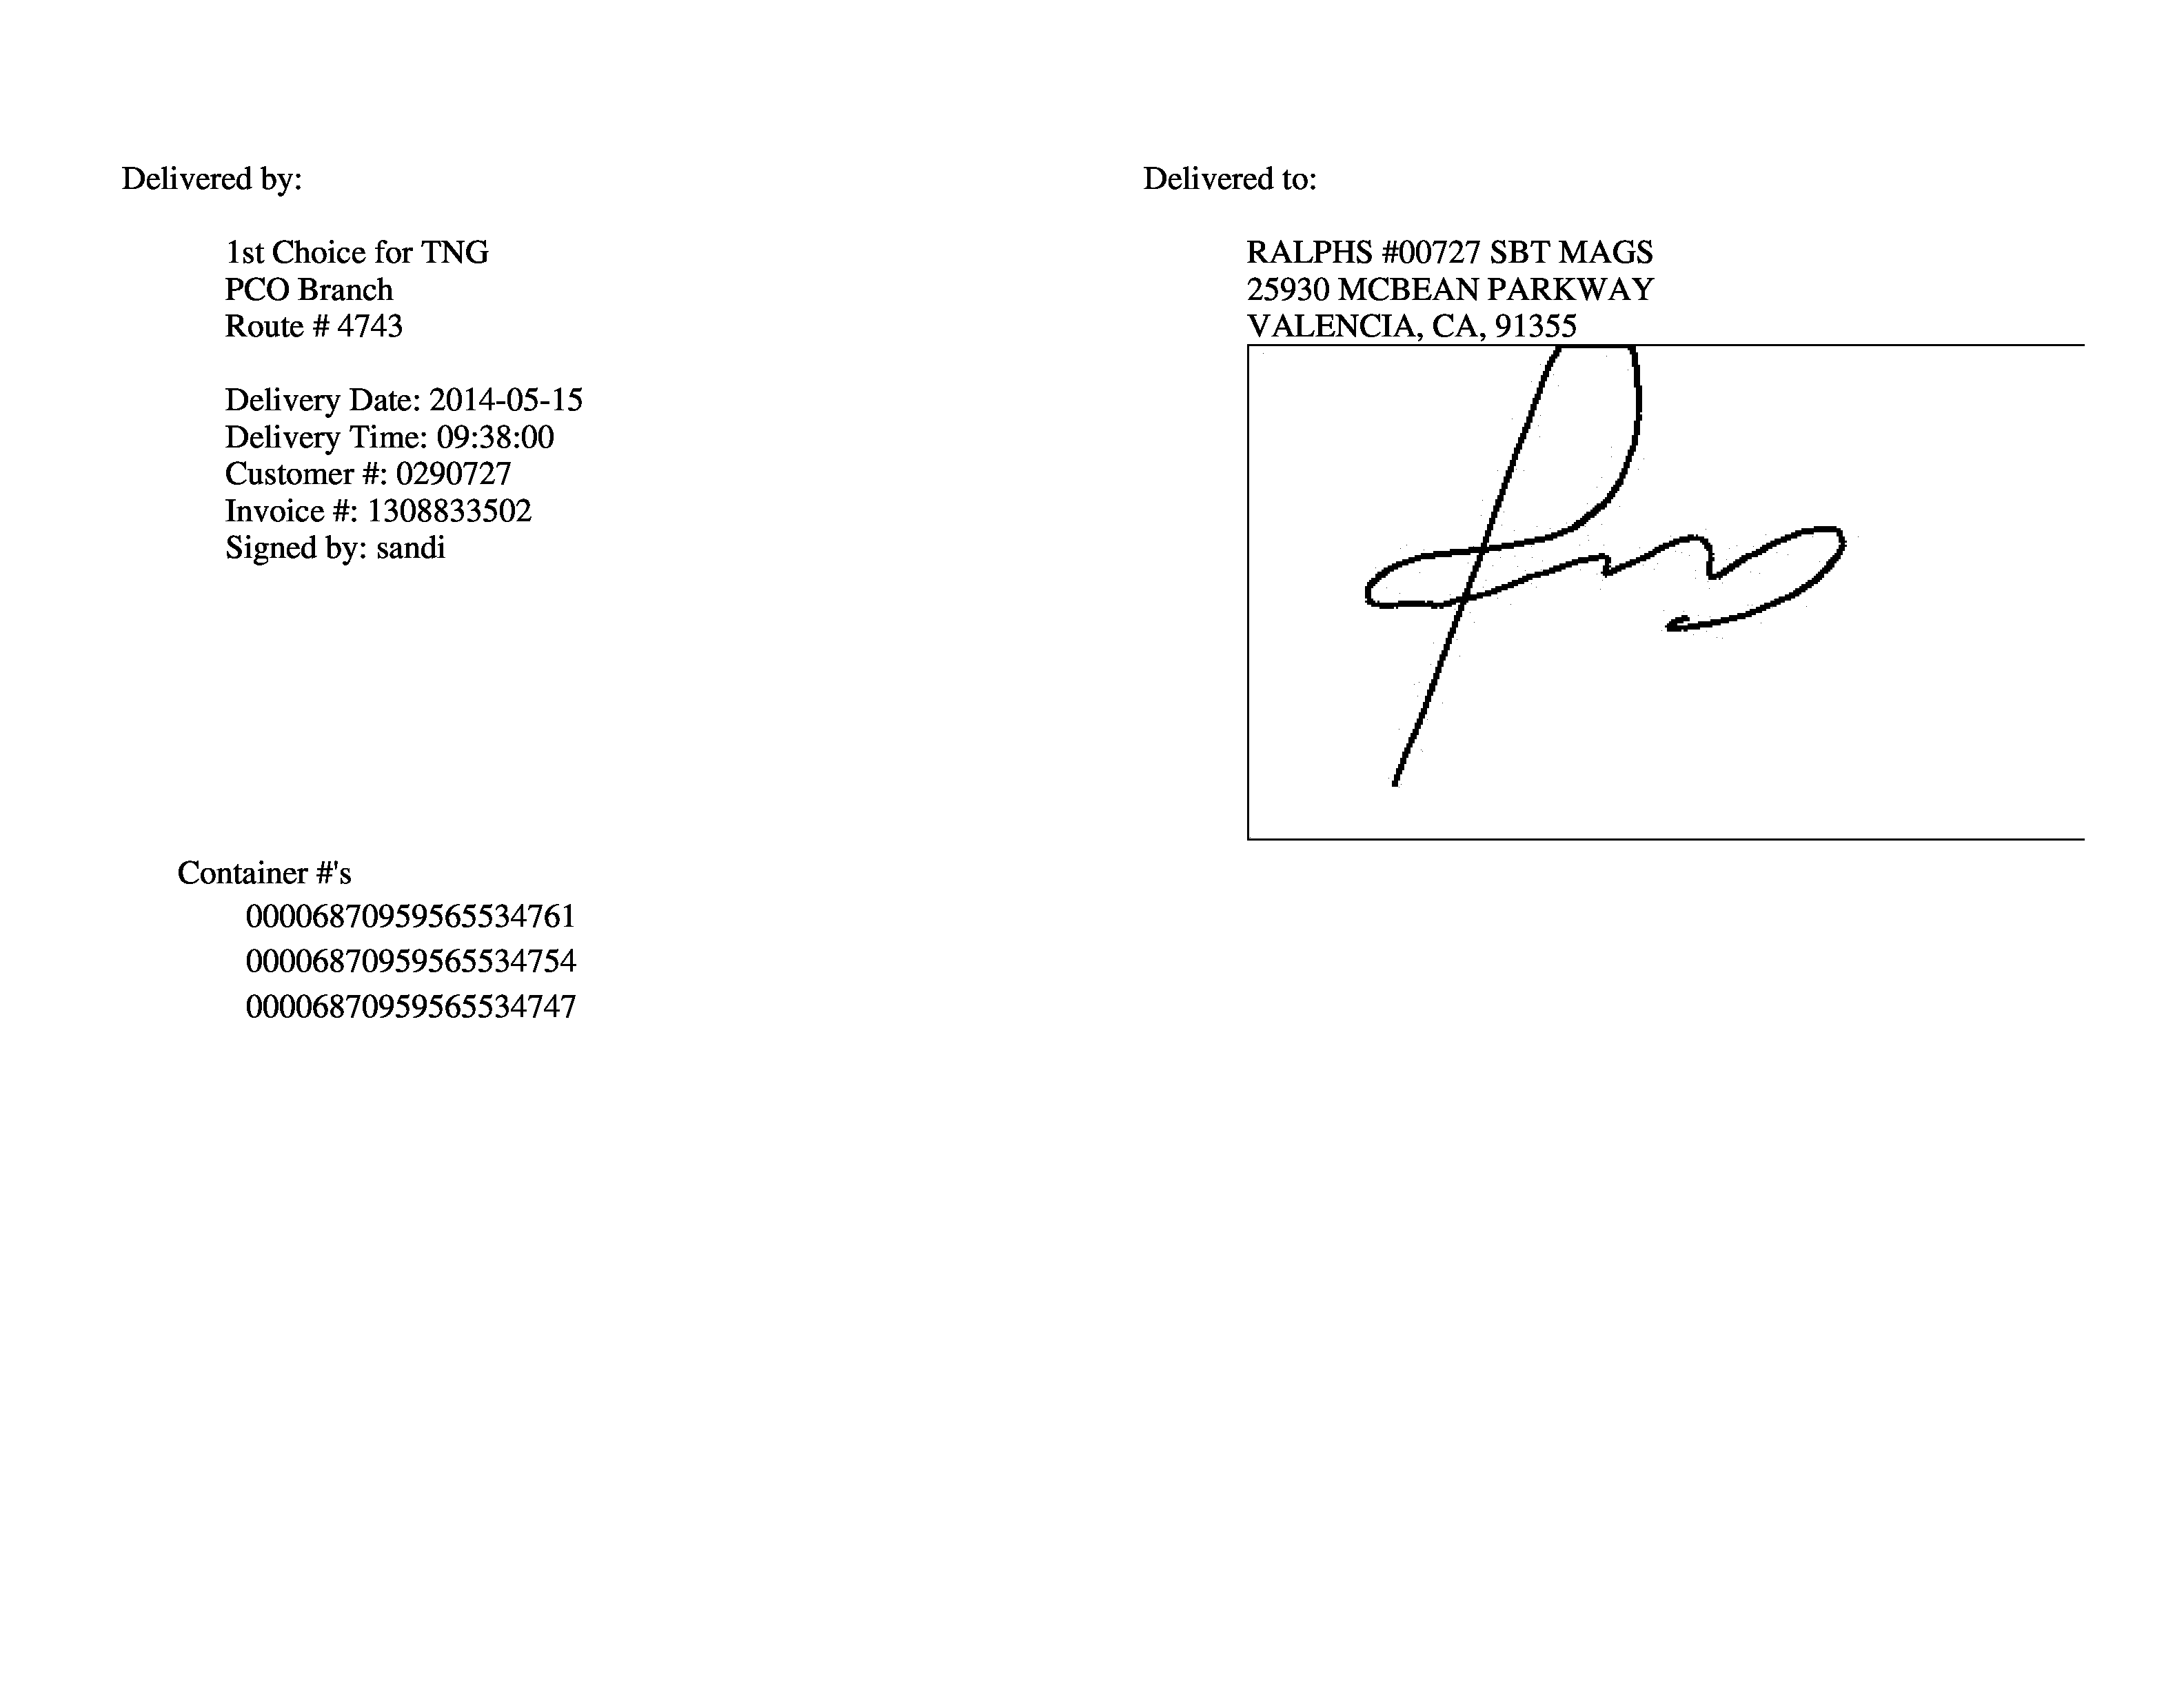 Delivered by:
1st Choice for TNG
PCO Branch
Route # 4743
Delivery Date: 2014-05-15
Delivery Time: 09:38:00
Customer #: 0290727
Invoice #: 1308833502
Signed by: sandi
Delivered to:
RALPHS #00727 SBT MAGS
25930 MCBEAN PARKWAY
VALENCIA, CA, 91355
Container #'s
00006870959565534761
00006870959565534754
00006870959565534747